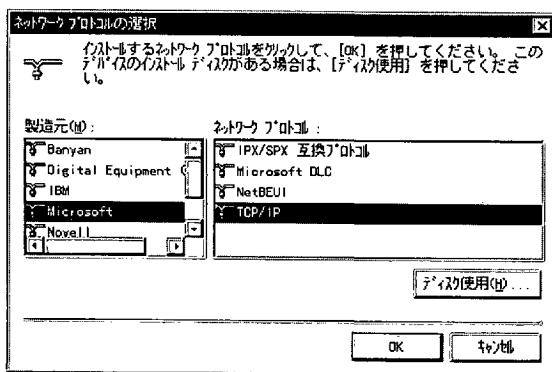 ネットワーク プロトコルの選択
インストールするネットワーク プロトコルをクリックして、[OK] を押してください。 この
デバイスのインストール ディスクがある場合は、[ディスク使用] を押してくださ
い。
製造元(M):
ネットワーク プロトコル :
Banyan
Digital Equipment
IBM
Microsoft
Novell
IPX/SPX 互換プロトコル
Microsoft DLC
NetBEUI
TCP/IP
ディスク使用(H)...
OK
キャンセル